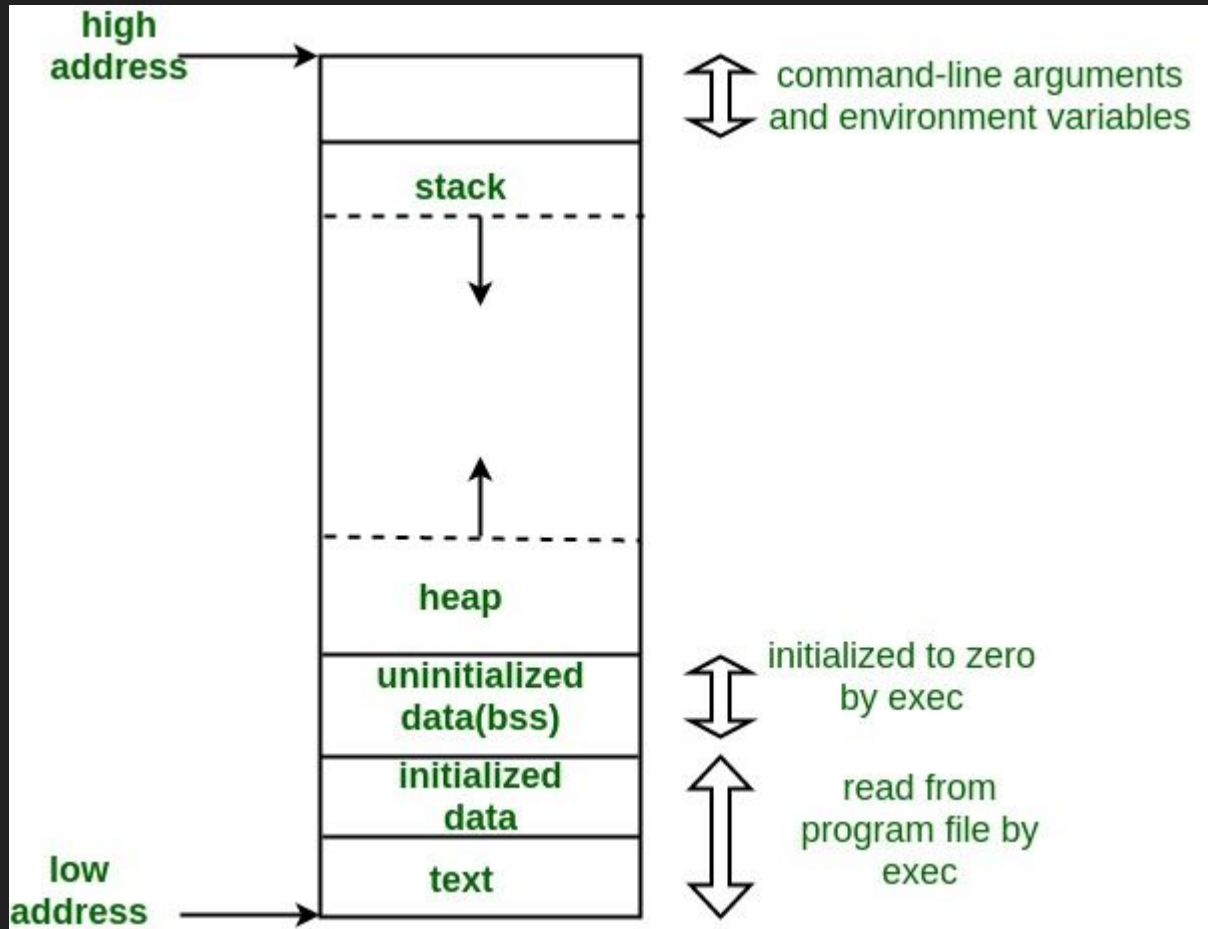 high
address
command-line arguments
and environment variables
stack
heap
uninitialized
data(bss)
initialized to zero
by exec
initialized
data
read from
program file by
exec
text
low
address